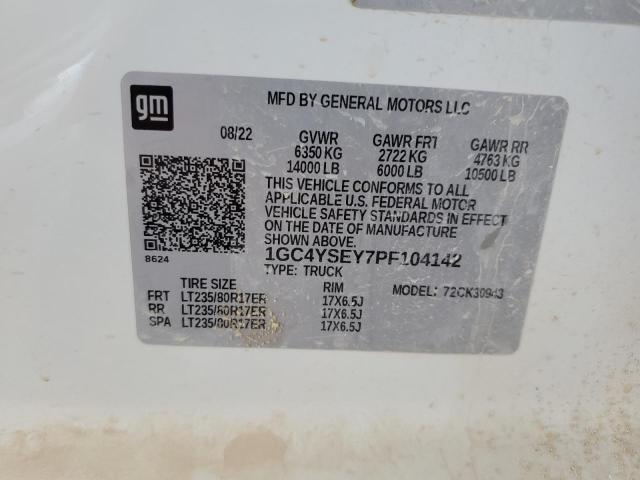 gm
MFD BY GENERAL MOTORS LLC
08/22 GVWR GAWR FRT GAWR RR
6350 KG 2722 KG 4763 KG
14000 LB 6000 LB 10500 LB
THIS VEHICLE CONFORMS TO ALL
APPLICABLE U.S. FEDERAL MOTOR
VEHICLE SAFETY STANDARDS IN EFFECT
ON THE DATE OF MANUFACTURE
SHOWN ABOVE.
8624 1GC4YSEY7PF104142
TYPE: TRUCK
TIRE SIZE RIM MODEL: 72CK30943
FRT LT235/80R17ER 17X6.5J
RR LT235/80R17ER 17X6.5J
SPA LT235/80R17ER 17X6.5J